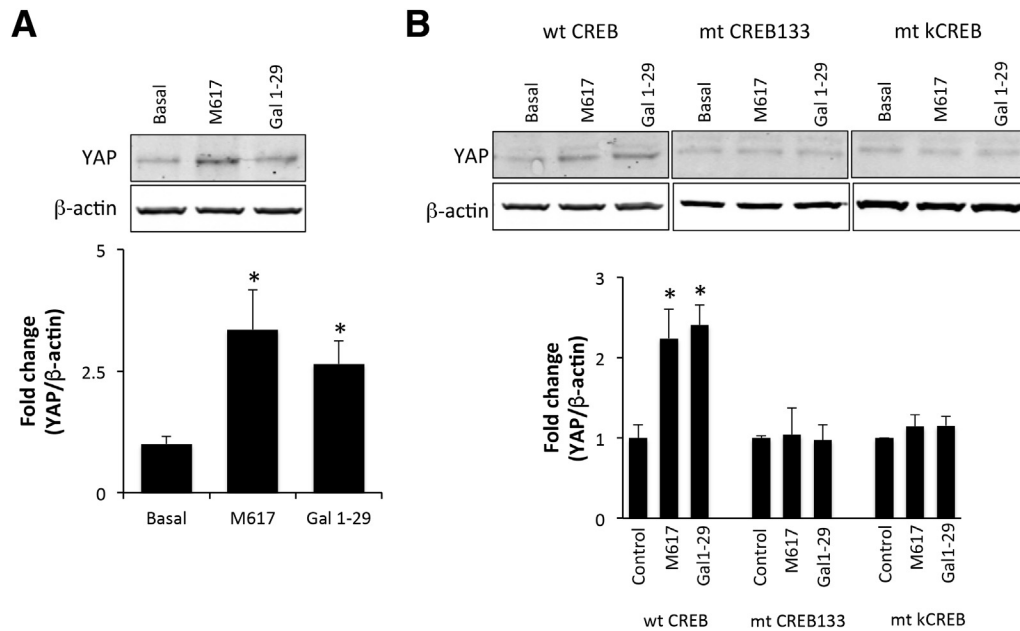 A
Basal
M617
Gal 1-29
YAP
β-actin
5
2.5
0
Fold change
(YAP/β-actin)
*
*
Basal
M617
Gal 1-29
B
wt CREB
mt CREB133
mt kCREB
Basal
M617
Gal 1-29
Basal
M617
Gal 1-29
Basal
M617
Gal 1-29
YAP
β-actin
3
2
1
0
Fold change
(YAP/β-actin)
*
*
Control
M617
Gal1-29
Control
M617
Gal1-29
Control
M617
Gal1-29
wt CREB
mt CREB133
mt kCREB